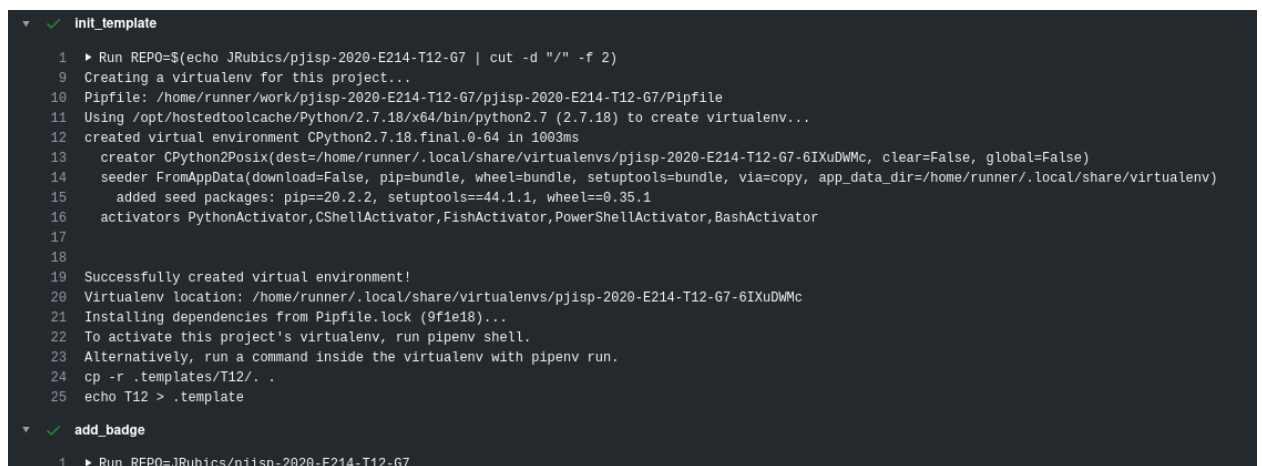 init_template
1 Run REPO=$(echo JRubics/pjisp-2020-E214-T12-G7 | cut -d "/" -f 2)
9 Creating a virtualenv for this project...
10 Pipfile: /home/runner/work/pjisp-2020-E214-T12-G7/pjisp-2020-E214-T12-G7/Pipfile
11 Using /opt/hostedtoolcache/Python/2.7.18/x64/bin/python2.7 (2.7.18) to create virtualenv...
12 created virtual environment CPython2.7.18.final.0-64 in 1003ms
13 creator CPython2Posix(dest=/home/runner/.local/share/virtualenvs/pjisp-2020-E214-T12-G7-6IXuDWMc, clear=False, global=False)
14 seeder FromAppData(download=False, pip=bundle, wheel=bundle, setuptools=bundle, via=copy, app_data_dir=/home/runner/.local/share/virtualenv)
15 added seed packages: pip==20.2.2, setuptools==44.1.1, wheel==0.35.1
16 activators PythonActivator,CShellActivator,FishActivator,PowerShellActivator,BashActivator
17
18
19 Successfully created virtual environment!
20 Virtualenv location: /home/runner/.local/share/virtualenvs/pjisp-2020-E214-T12-G7-6IXuDWMc
21 Installing dependencies from Pipfile.lock (9f1e18)...
22 To activate this project's virtualenv, run pipenv shell.
23 Alternatively, run a command inside the virtualenv with pipenv run.
24 cp -r .templates/T12/. .
25 echo T12 > .template
add_badge
1 Run REPO=JRubics/pjisp-2020-E214-T12-G7